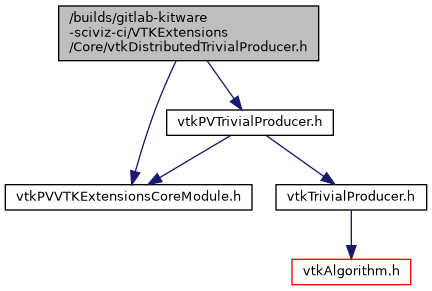 /builds/gitlab-kitware
-sciviz-ci/VTKExtensions
/Core/vtkDistributedTrivialProducer.h
vtkPVTrivialProducer.h
vtkPVVTKExtensionsCoreModule.h
vtkTrivialProducer.h
vtkAlgorithm.h